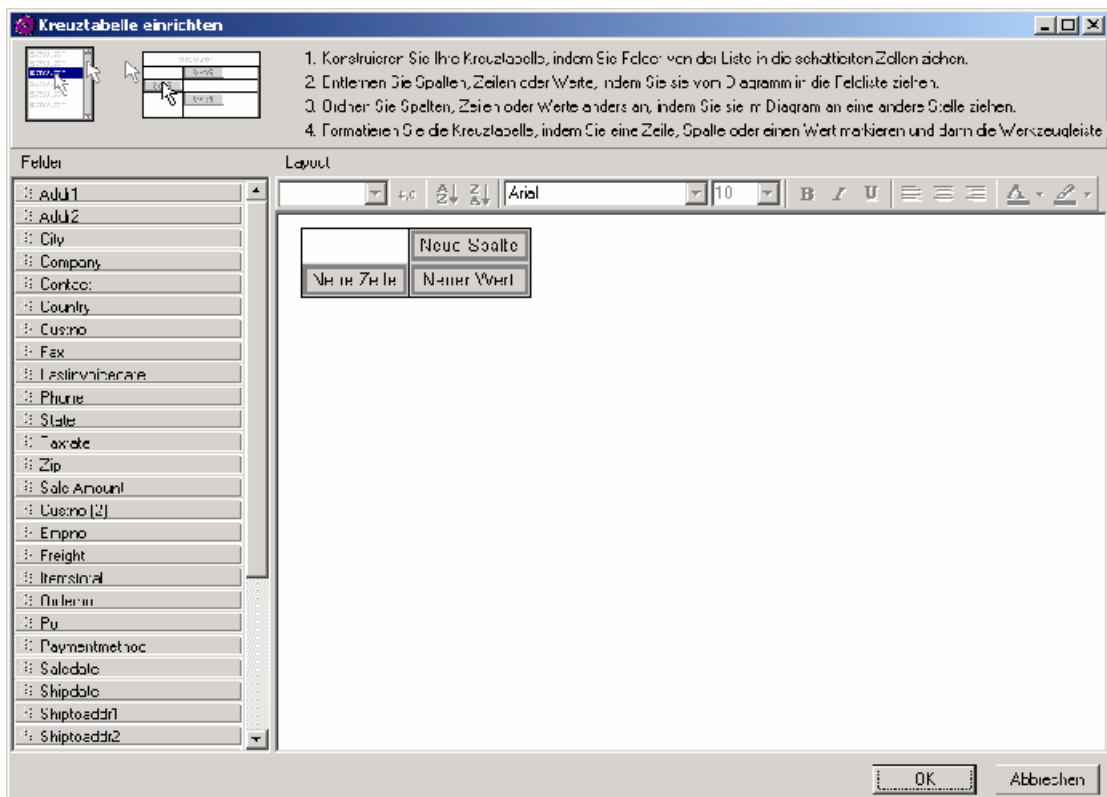 Kreuztabelle einrichten
1. Konstruieren Sie Ihre Kreuztabelle, indem Sie Felder von der Liste in die schattierten Zellen ziehen.
2. Entfernen Sie Spalten, Zeilen oder Werte, indem Sie sie vom Diagramm in die Feldliste ziehen.
3. Ordnen Sie Spalten, Zeilen oder Werte anders an, indem Sie sie im Diagram an eine andere Stelle ziehen.
4. Formatieren Sie die Kreuztabelle, indem Sie eine Zeile, Spalte oder einen Wert markieren und dann die Werkzeugleiste
Felder
Layout
Arial
10
B I U
Addr1
Addr2
City
Company
Contact
Country
Custno
Fax
Lastinvoicedate
Phone
State
Taxrate
Zip
Sale Amount
Custno (2)
Empno
Freight
Itemstotal
Orderno
Po
Paymentmethod
Saledate
Shipdate
Shiptoaddr1
Shiptoaddr2
Neue Spalte
Neue Zeile
Neuer Wert
OK
Abbrechen